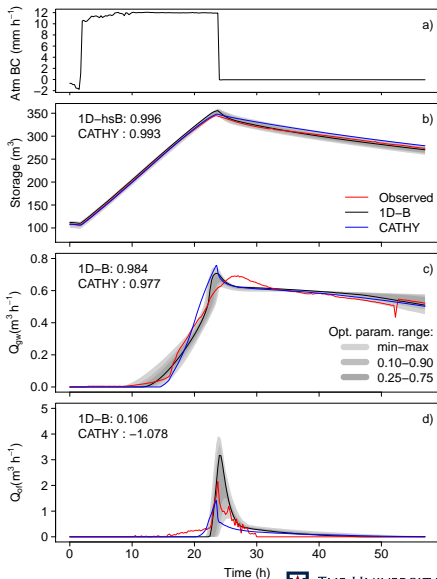 a)
Atm BC (mm h⁻¹)
12
10
8
6
4
2
0
−2
b)
1D−hsB: 0.996
CATHY : 0.993
Storage (m³)
350
300
250
200
150
100
Observed
1D−B
CATHY
c)
1D−B: 0.984
CATHY : 0.977
Qgw(m³ h⁻¹)
0.8
0.6
0.4
0.2
0.0
Opt. param. range:
min−max
0.10−0.90
0.25−0.75
d)
1D−B: 0.106
CATHY : −1.078
Qof(m³ h⁻¹)
5
4
3
2
1
0
0 10 20 30 40 50
Time (h)